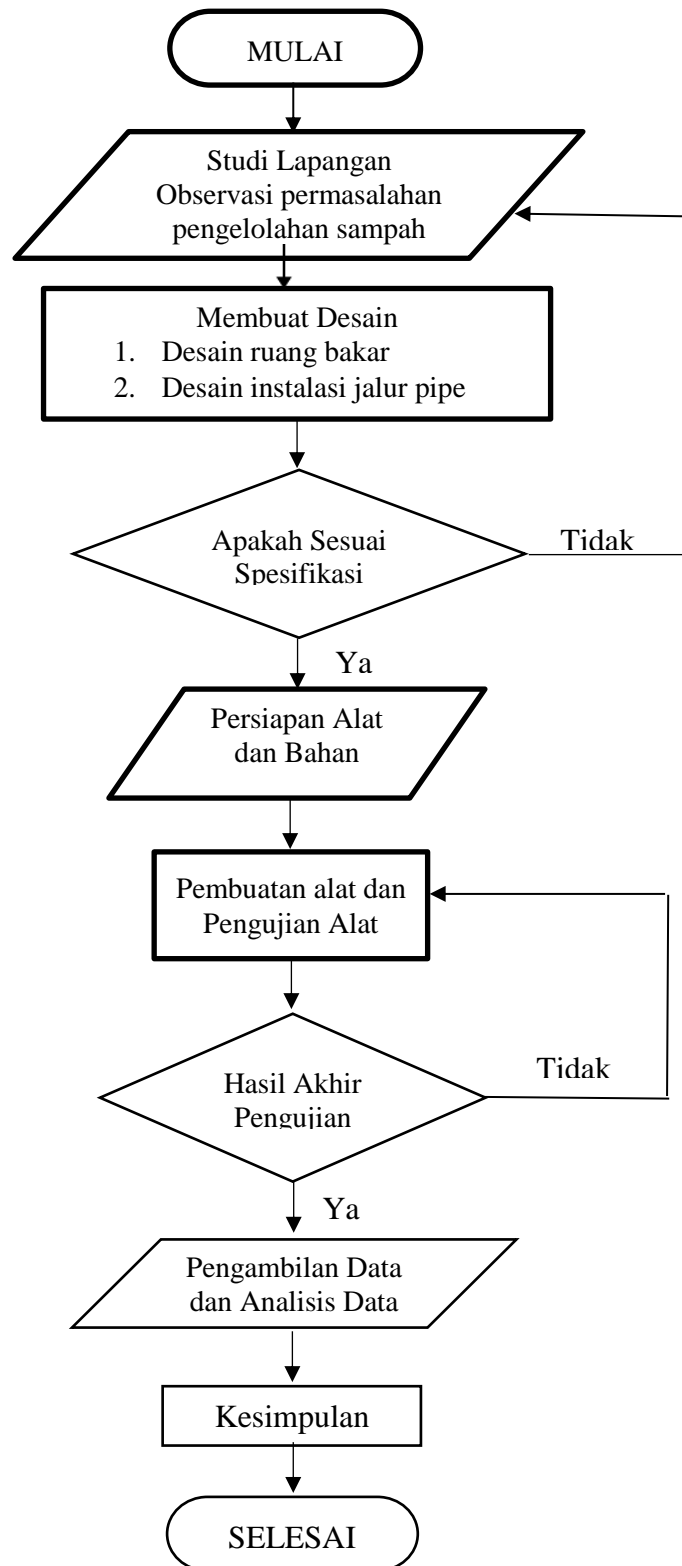 MULAI
Studi Lapangan
Observasi permasalahan
pengelolahan sampah
Membuat Desain
1. Desain ruang bakar
2. Desain instalasi jalur pipe
Apakah Sesuai
Spesifikasi
Tidak
Ya
Persiapan Alat
dan Bahan
Pembuatan alat dan
Pengujian Alat
Hasil Akhir
Pengujian
Tidak
Ya
Pengambilan Data
dan Analisis Data
Kesimpulan
SELESAI